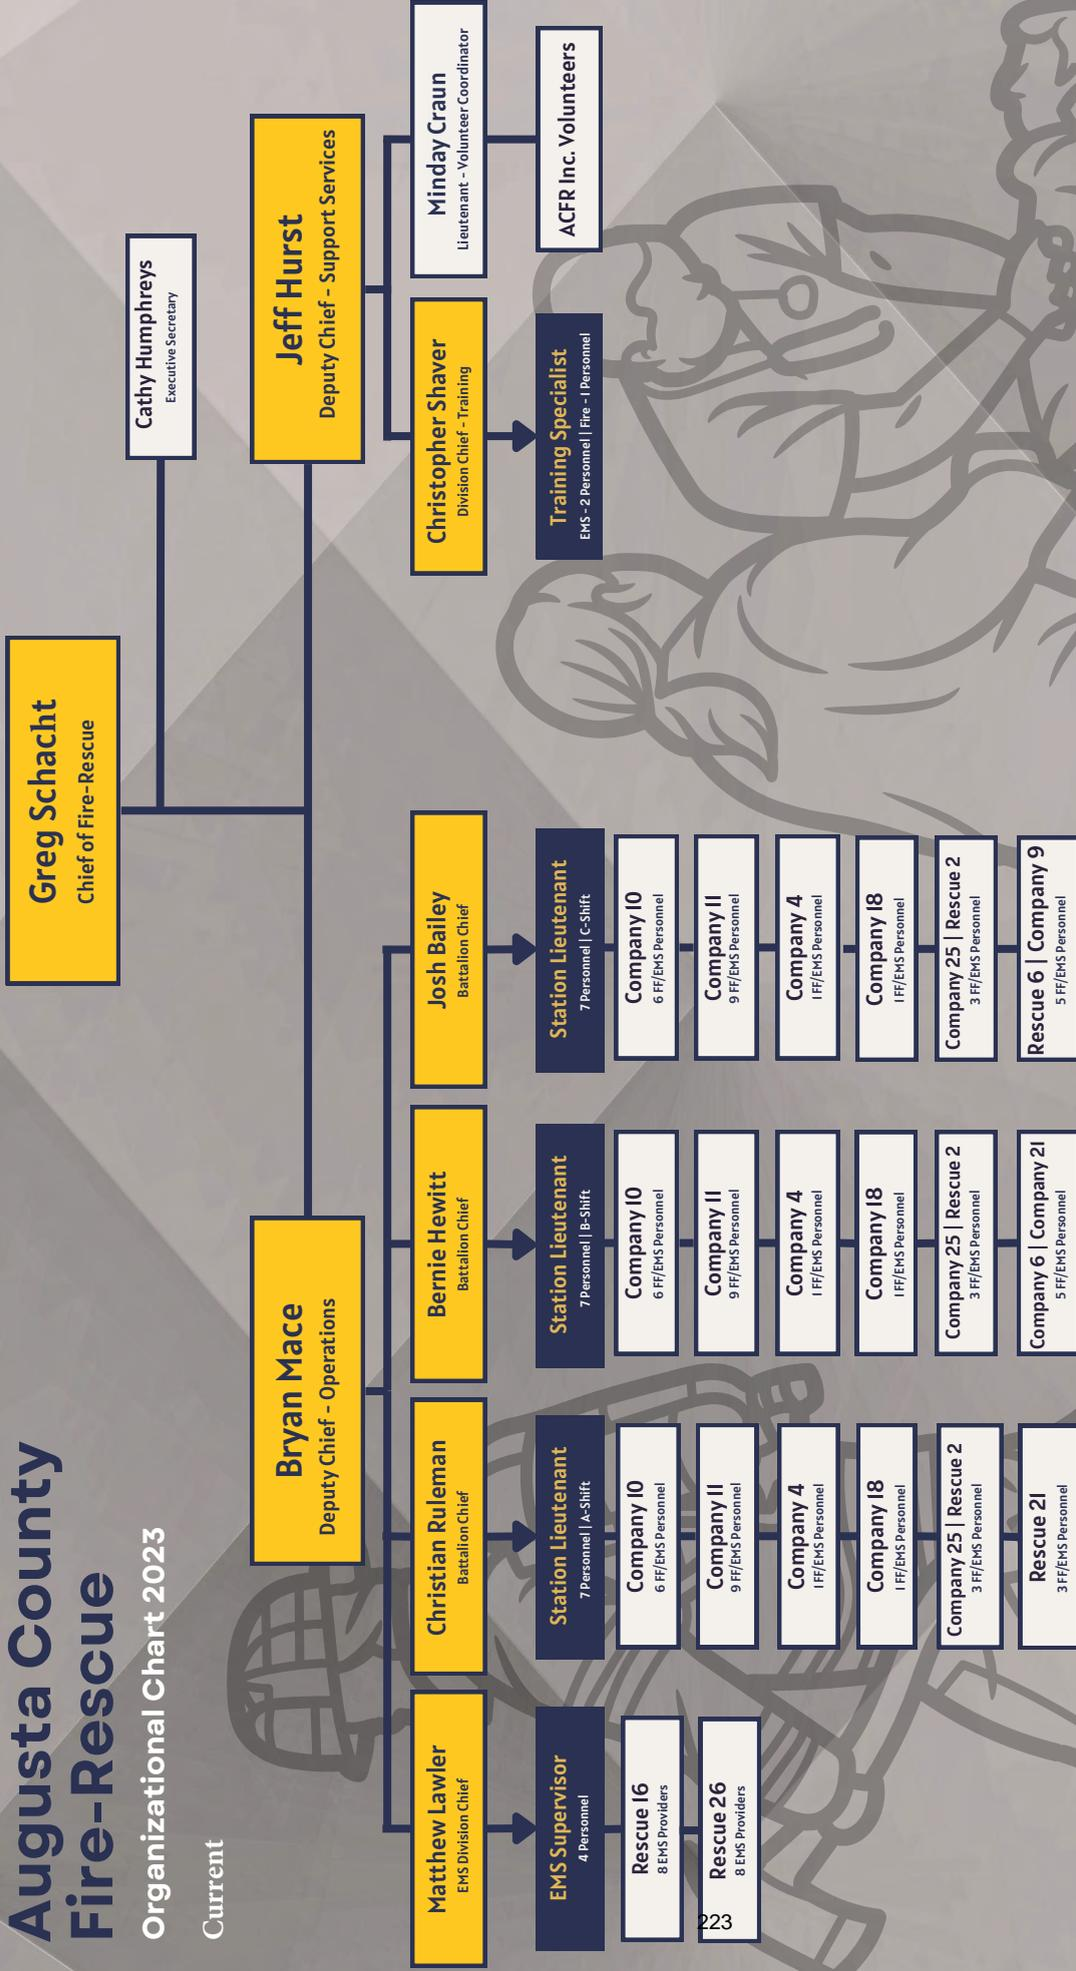 Augusta County
Fire-Rescue
Organizational Chart 2023
Current
Greg Schacht
Chief of Fire-Rescue
Cathy Humphreys
Executive Secretary
Bryan Mace
Deputy Chief - Operations
Jeff Hurst
Deputy Chief - Support Services
Matthew Lawler
EMS Division Chief
Christian Ruleman
Battalion Chief
Bernie Hewitt
Battalion Chief
Josh Bailey
Battalion Chief
Christopher Shaver
Division Chief - Training
Minday Craun
Lieutenant - Volunteer Coordinator
EMS Supervisor
4 Personnel
Rescue 16
8 EMS Providers
Rescue 26
8 EMS Providers
Station Lieutenant
7 Personnel | A-Shift
Company 10
6 FF/EMS Personnel
Company 11
9 FF/EMS Personnel
Company 4
1 FF/EMS Personnel
Company 18
1 FF/EMS Personnel
Company 25 | Rescue 2
3 FF/EMS Personnel
Rescue 21
3 FF/EMS Personnel
Station Lieutenant
7 Personnel | B-Shift
Company 10
6 FF/EMS Personnel
Company 11
9 FF/EMS Personnel
Company 4
1 FF/EMS Personnel
Company 18
1 FF/EMS Personnel
Company 25 | Rescue 2
3 FF/EMS Personnel
Company 6 | Company 21
5 FF/EMS Personnel
Station Lieutenant
7 Personnel | C-Shift
Company 10
6 FF/EMS Personnel
Company 11
9 FF/EMS Personnel
Company 4
1 FF/EMS Personnel
Company 18
1 FF/EMS Personnel
Company 25 | Rescue 2
3 FF/EMS Personnel
Rescue 6 | Company 9
5 FF/EMS Personnel
Training Specialist
EMS - 2 Personnel | Fire - 1 Personnel
ACFR Inc. Volunteers
223